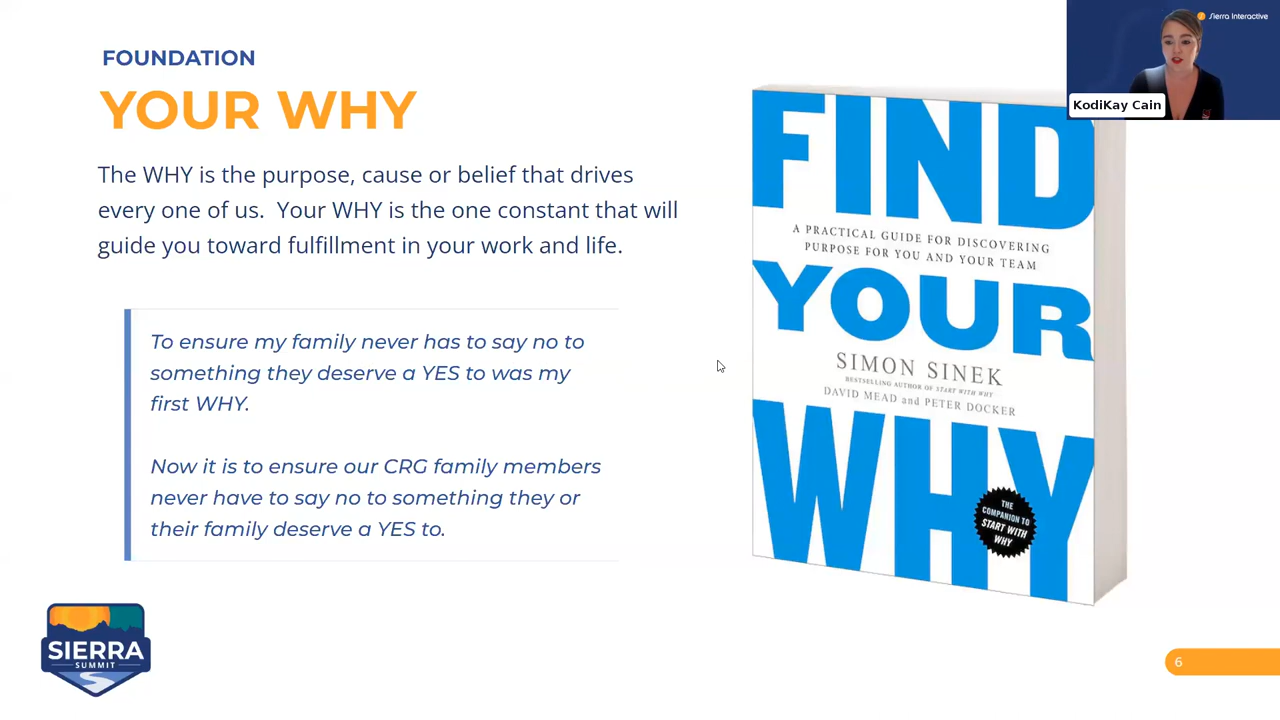 FOUNDATION
YOUR WHY
The WHY is the purpose, cause or belief that drives
every one of us.  Your WHY is the one constant that will
guide you toward fulfillment in your work and life.
To ensure my family never has to say no to
something they deserve a YES to was my
first WHY.
Now it is to ensure our CRG family members
never have to say no to something they or
their family deserve a YES to.
SIERRA
SUMMIT
FIND
A PRACTICAL GUIDE FOR DISCOVERING
PURPOSE FOR YOU AND YOUR TEAM
YOUR
SIMON SINEK
BESTSELLING AUTHOR OF START WITH WHY
DAVID MEAD and PETER DOCKER
WHY
THE
COMPANION TO
START WITH
WHY
Sierra Interactive
KodiKay Cain
6